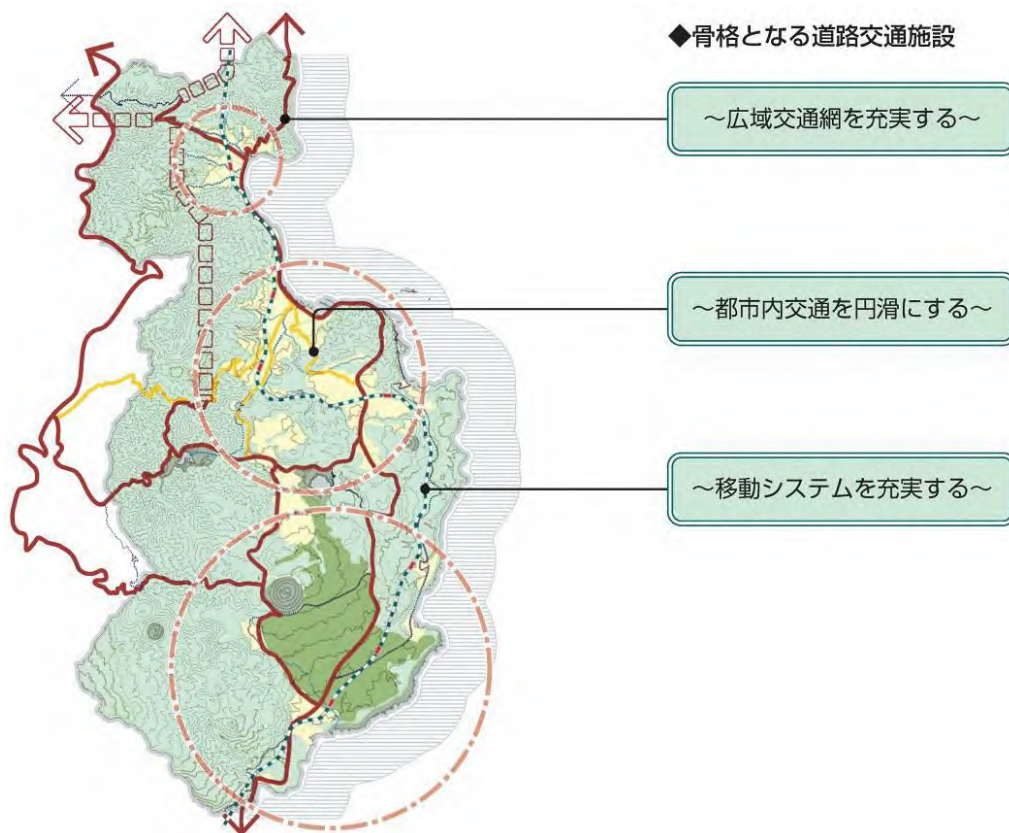 ◆骨格となる道路交通施設
～広域交通網を充実する～
～都市内交通を円滑にする～
～移動システムを充実する～